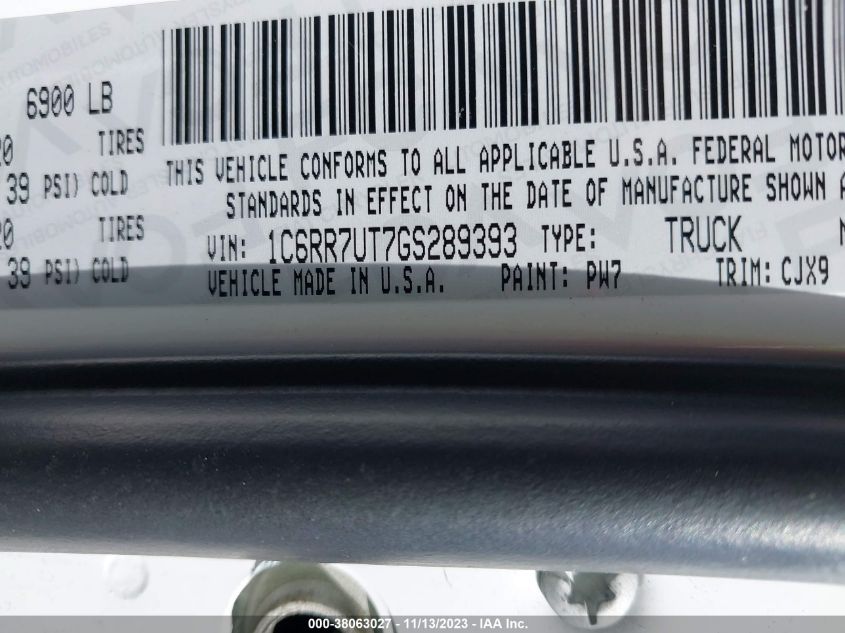 6900 LB
20 TIRES
39 PSI) COLD
20 TIRES
39 PSI) COLD
THIS VEHICLE CONFORMS TO ALL APPLICABLE U.S.A. FEDERAL MOTOR
STANDARDS IN EFFECT ON THE DATE OF MANUFACTURE SHOWN A
VIN: 1C6RR7UT7GS289393 TYPE: TRUCK
VEHICLE MADE IN U.S.A. PAINT: PW7 TRIM: CJX9
000-38063027 - 11/13/2023 - IAA Inc.